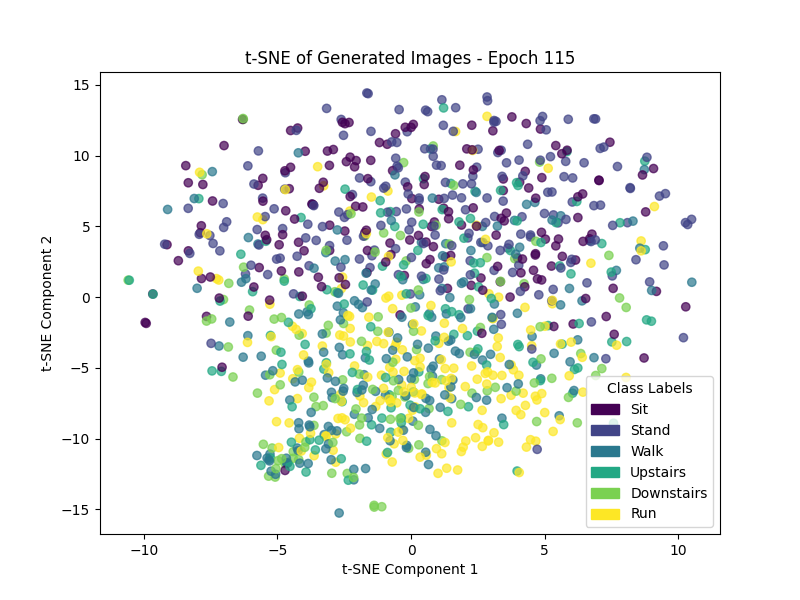 t-SNE of Generated Images - Epoch 115
t-SNE Component 2
15
10
5
0
−5
−10
−15
−10
−5
0
5
10
t-SNE Component 1
Class Labels
Sit
Stand
Walk
Upstairs
Downstairs
Run